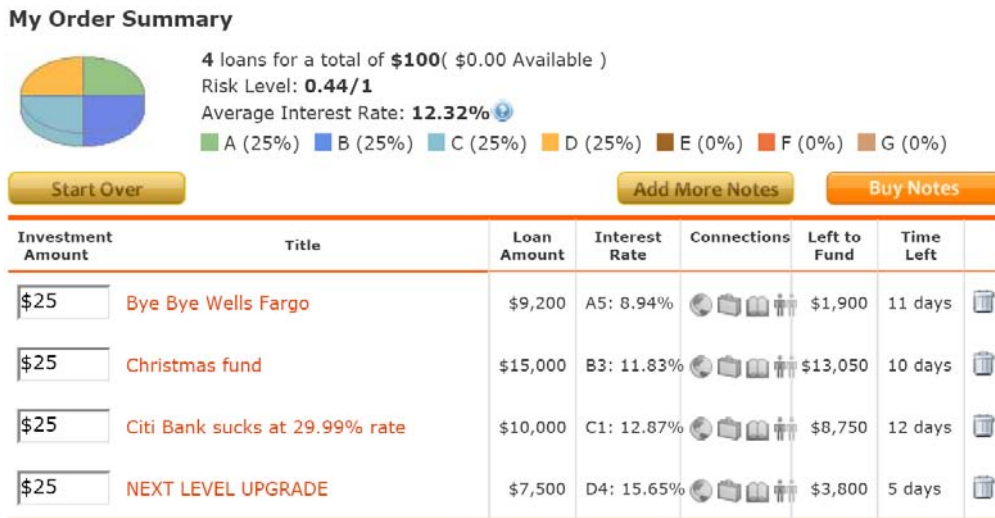 My Order Summary
4 loans for a total of $100( $0.00 Available )
Risk Level: 0.44/1
Average Interest Rate: 12.32%
A (25%) B (25%) C (25%) D (25%) E (0%) F (0%) G (0%)
Start Over Add More Notes Buy Notes
Investment Amount Title Loan Amount Interest Rate Connections Left to Fund Time Left
$25 Bye Bye Wells Fargo $9,200 A5: 8.94% $1,900 11 days
$25 Christmas fund $15,000 B3: 11.83% $13,050 10 days
$25 Citi Bank sucks at 29.99% rate $10,000 C1: 12.87% $8,750 12 days
$25 NEXT LEVEL UPGRADE $7,500 D4: 15.65% $3,800 5 days